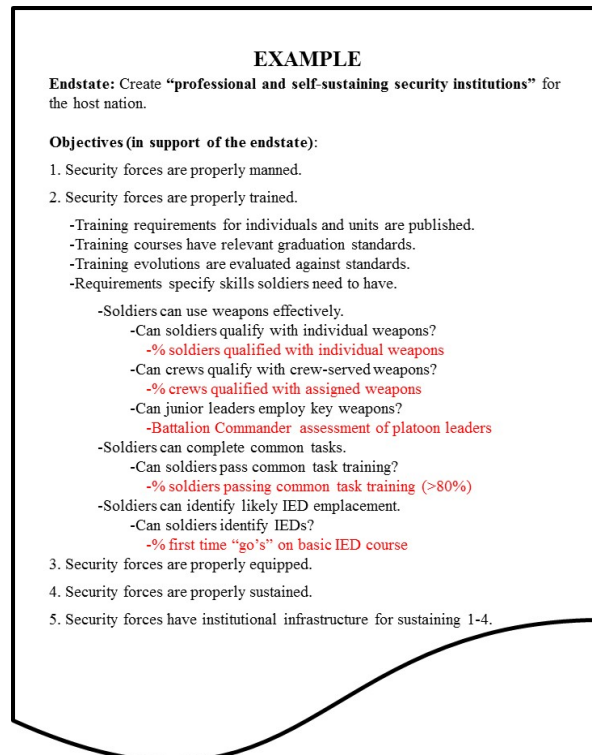 EXAMPLE
Endstate: Create “professional and self-sustaining security institutions” for
the host nation.
Objectives (in support of the endstate):
1. Security forces are properly manned.
2. Security forces are properly trained.
-Training requirements for individuals and units are published.
-Training courses have relevant graduation standards.
-Training evolutions are evaluated against standards.
-Requirements specify skills soldiers need to have.
-Soldiers can use weapons effectively.
-Can soldiers qualify with individual weapons?
-% soldiers qualified with individual weapons
-Can crews qualify with crew-served weapons?
-% crews qualified with assigned weapons
-Can junior leaders employ key weapons?
-Battalion Commander assessment of platoon leaders
-Soldiers can complete common tasks.
-Can soldiers pass common task training?
-% soldiers passing common task training (>80%)
-Soldiers can identify likely IED emplacement.
-Can soldiers identify IEDs?
-% first time “go’s” on basic IED course
3. Security forces are properly equipped.
4. Security forces are properly sustained.
5. Security forces have institutional infrastructure for sustaining 1-4.